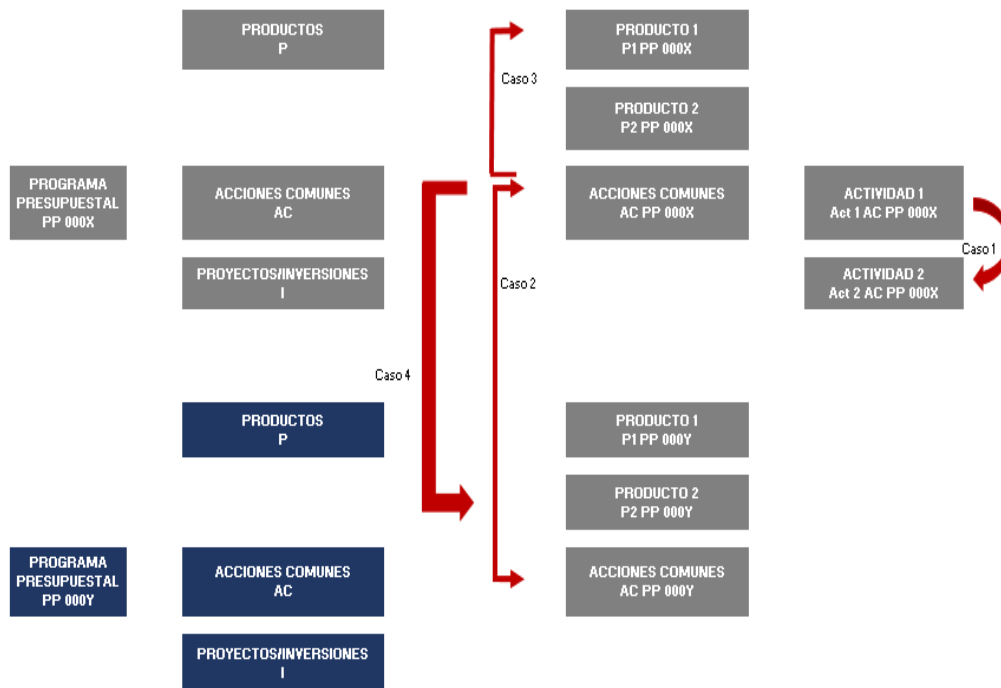 PRODUCTOS
P
PRODUCTO 1
P1 PP 000X
Caso 3
PRODUCTO 2
P2 PP 000X
PROGRAMA
PRESUPUESTAL
PP 000X
ACCIONES COMUNES
AC
ACCIONES COMUNES
AC PP 000X
ACTIVIDAD 1
Act 1 AC PP 000X
Caso 1
PROYECTOS/INVERSIONES
I
Caso 2
ACTIVIDAD 2
Act 2 AC PP 000X
Caso 4
PRODUCTOS
P
PRODUCTO 1
P1 PP 000Y
PRODUCTO 2
P2 PP 000Y
PROGRAMA
PRESUPUESTAL
PP 000Y
ACCIONES COMUNES
AC
ACCIONES COMUNES
AC PP 000Y
PROYECTOS/INVERSIONES
I